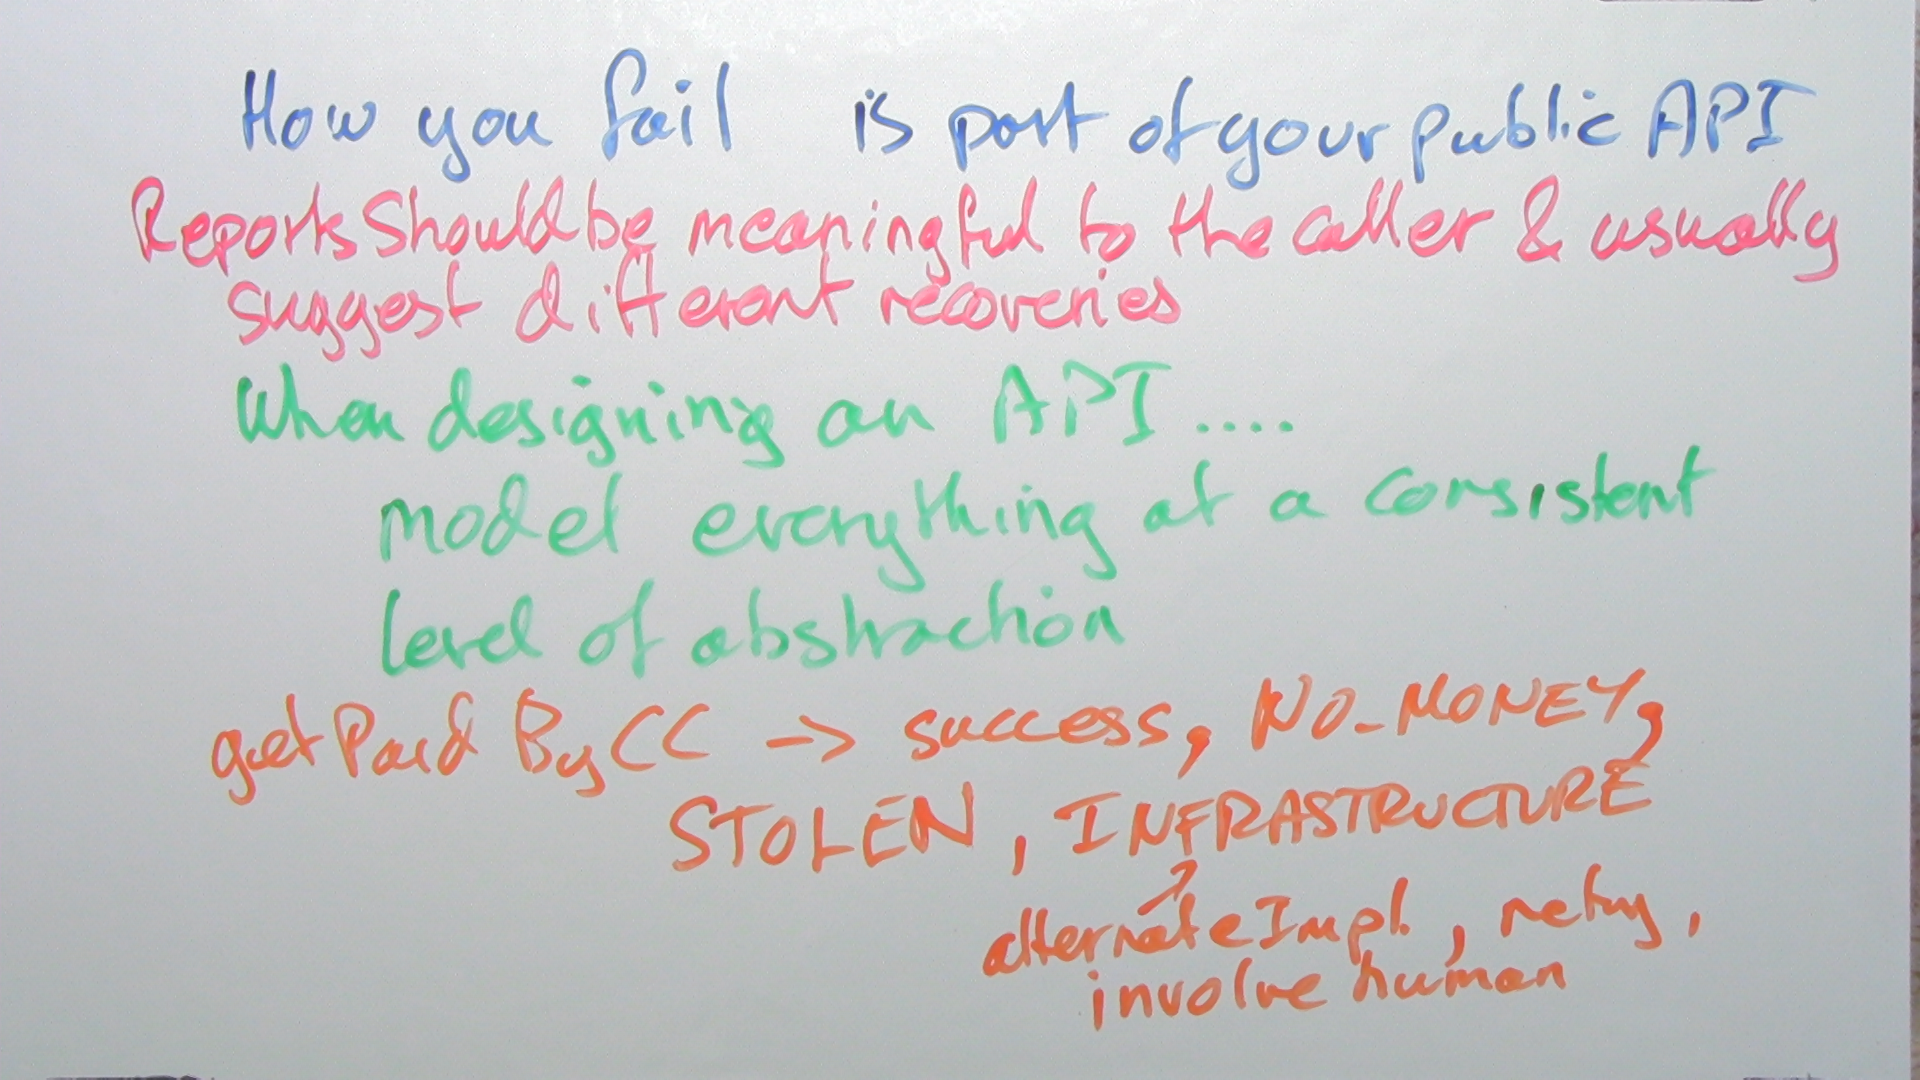 How you fail is part of your public API
Reports Should be meaningful to the caller & usually
suggest different recoveries
When designing an API ....
model everything at a consistent
level of abstraction
getPaid By CC -> success, NO_MONEY,
STOLEN, INFRASTRUCTURE
alternateImpl., retry,
involve human